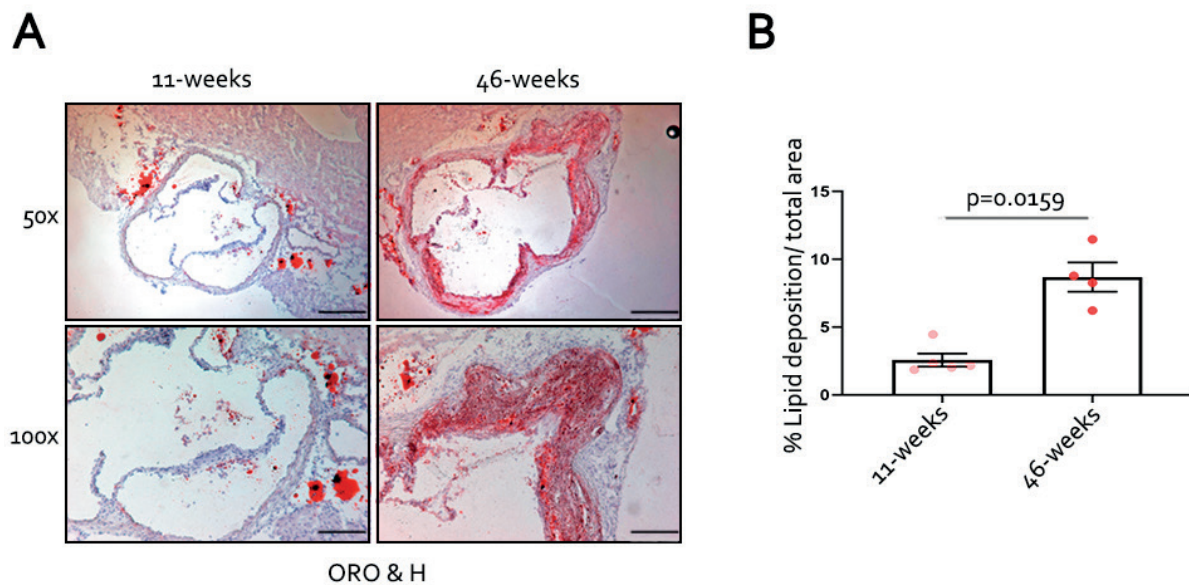 A
11-weeks
46-weeks
50X
100X
ORO & H
B
% Lipid deposition/ total area
15
10
5
0
p=0.0159
11-weeks
46-weeks